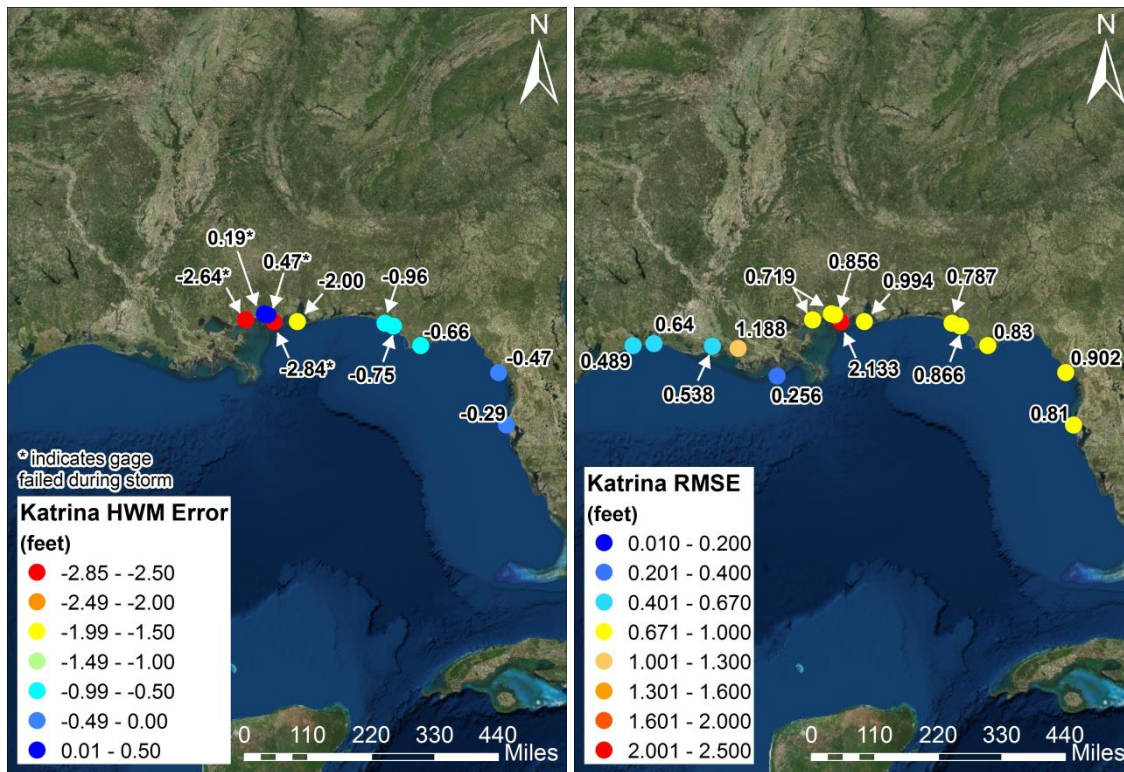 N
0.19*
0.47*
-2.64*
-2.00
-0.96
-0.66
-2.84*
-0.75
-0.47
-0.29
* indicates gage
failed during storm
Katrina HWM Error
(feet)
-2.85 - -2.50
-2.49 - -2.00
-1.99 - -1.50
-1.49 - -1.00
-0.99 - -0.50
-0.49 - 0.00
0.01 - 0.50
0 110 220 330 440
Miles
N
0.856
0.719
0.994
0.787
0.64
1.188
0.83
0.489
0.902
0.538
2.133
0.866
0.256
0.81
Katrina RMSE
(feet)
0.010 - 0.200
0.201 - 0.400
0.401 - 0.670
0.671 - 1.000
1.001 - 1.300
1.301 - 1.600
1.601 - 2.000
2.001 - 2.500
0 110 220 330 440
Miles